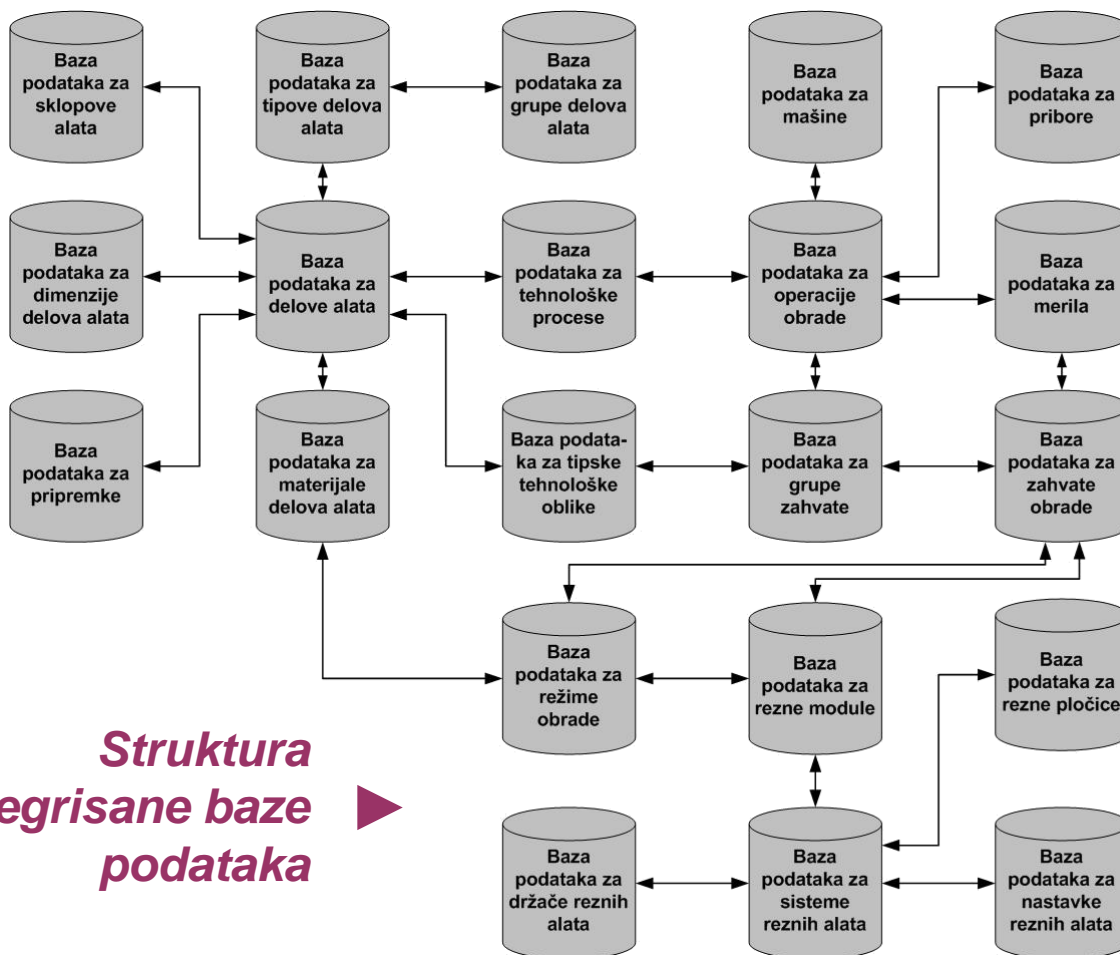 Baza
podataka za
sklopove
alata
Baza
podataka za
tipove delova
alata
Baza
podataka za
grupe delova
alata
Baza
podataka za
mašine
Baza
podataka za
pribore
Baza
podataka za
dimenzije
delova alata
Baza
podataka za
delove alata
Baza
podataka za
tehnološke
procese
Baza
podataka za
operacije
obrade
Baza
podataka za
merila
Baza
podataka za
pripremke
Baza
podataka za
materijale
delova alata
Baza podata-
ka za tipske
tehnološke
oblike
Baza
podataka za
grupe
zahvate
Baza
podataka za
zahvate
obrade
Baza
podataka za
režime
obrade
Baza
podataka za
rezne module
Baza
podataka za
rezne pločice
Struktura
egrisane baze
podataka
Baza
podataka za
držače reznih
alata
Baza
podataka za
sisteme
reznih alata
Baza
podataka za
nastavke
reznih alata